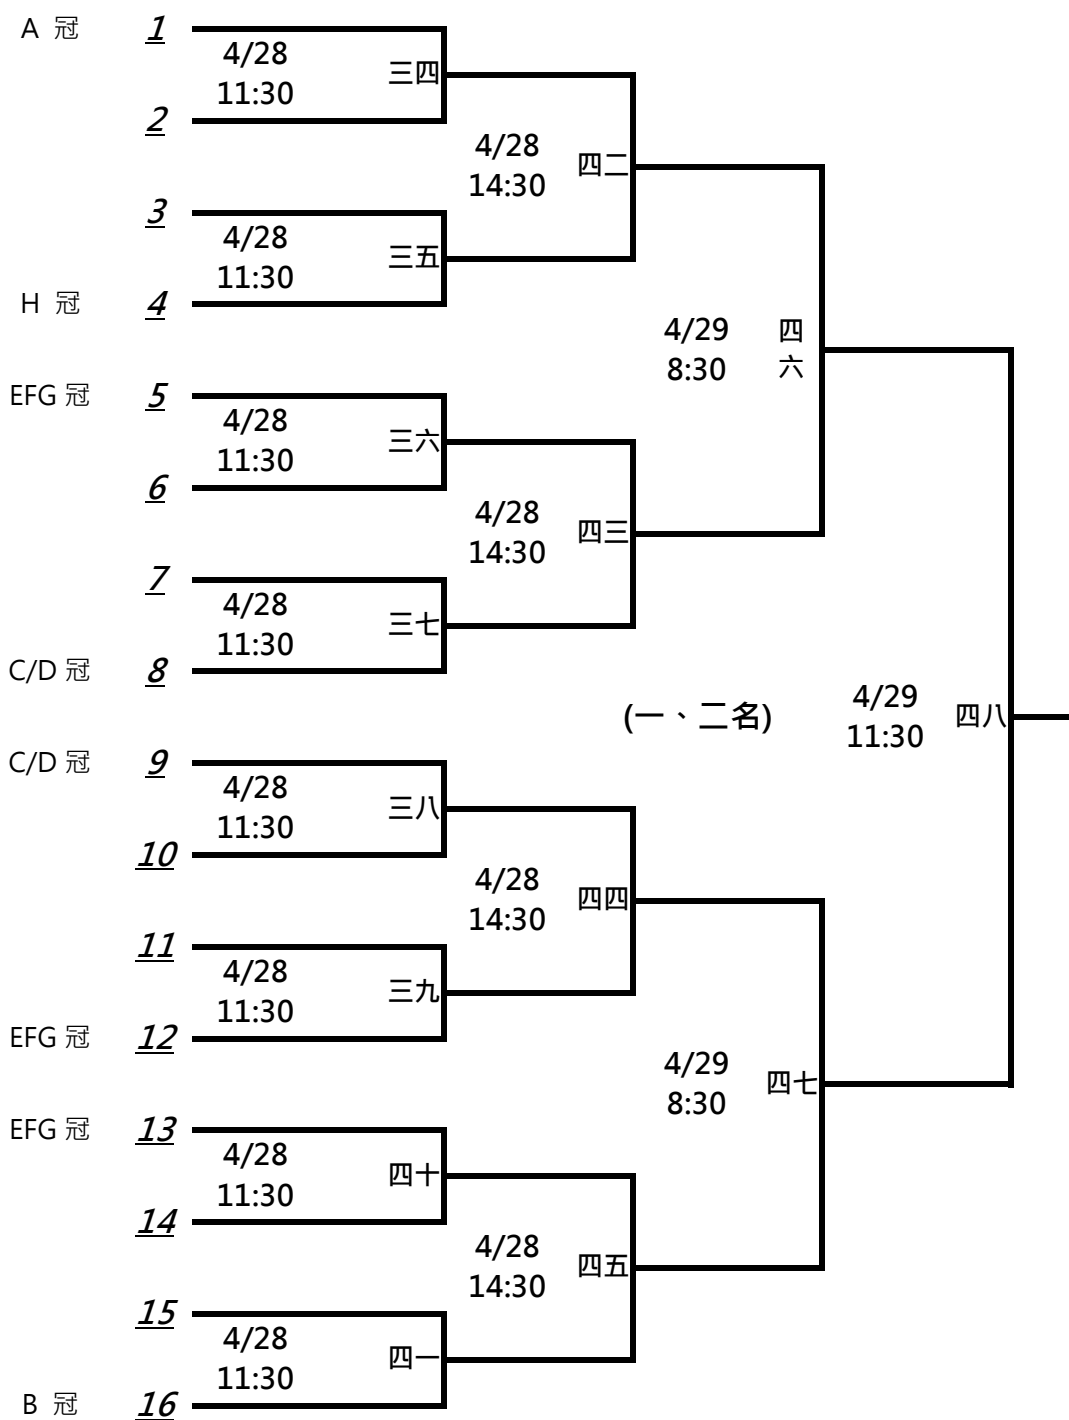 A 冠 1
4/28 三四
11:30
2
4/28 四二
14:30
3
4/28 三五
11:30
H 冠 4
4/29 四
8:30 六
EFG 冠 5
4/28 三六
11:30
6
4/28 四三
14:30
7
4/28 三七
11:30
C/D 冠 8
(一、二名)
4/29 四八
11:30
C/D 冠 9
4/28 三八
11:30
10
4/28 四四
14:30
11
4/28 三九
11:30
EFG 冠 12
4/29 四七
8:30
EFG 冠 13
4/28 四十
11:30
14
4/28 四五
14:30
15
4/28 四一
11:30
B 冠 16